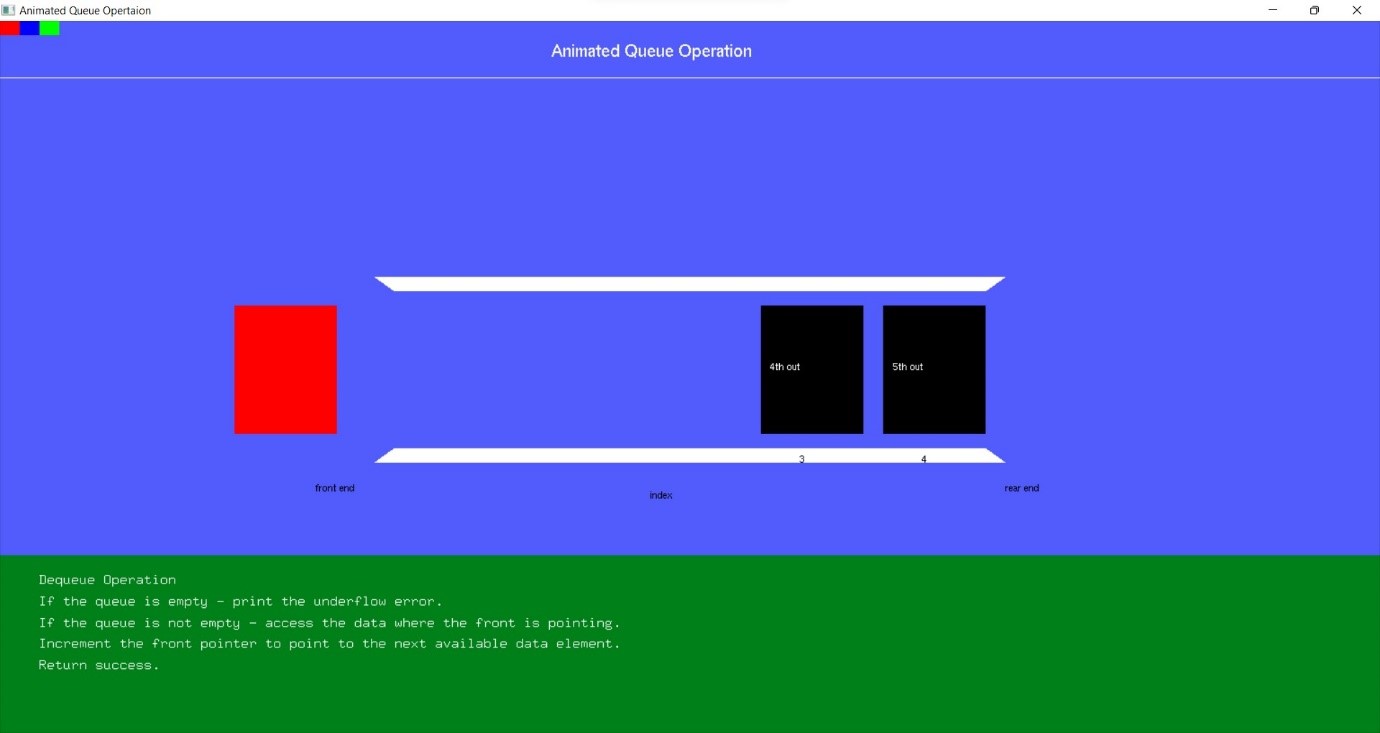 Animated Queue Opertaion
Animated Queue Operation
4th out
5th out
3
4
front end
index
rear end
Dequeue Operation
If the queue is empty - print the underflow error.
If the queue is not empty - access the data where the front is pointing.
Increment the front pointer to point to the next available data element.
Return success.